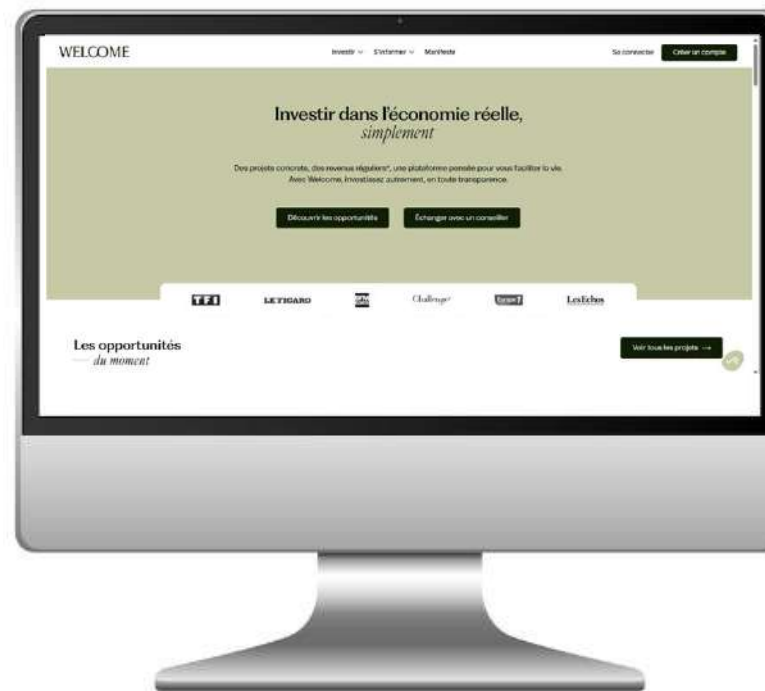 WELCOME
Investir
S'informer
Manifeste
Se connecter
Créer un compte
Investir dans l'économie réelle,
simplement
Des projets concrets, des revenus réguliers*, une plateforme pensée pour vous faciliter la vie.
Avec Welcome, investissez autrement, en toute transparence.
Découvrir les opportunités
Échanger avec un conseiller
TF1
LE FIGARO
Challenge*
LesEchos
Les opportunités
du moment
Voir tous les projets →